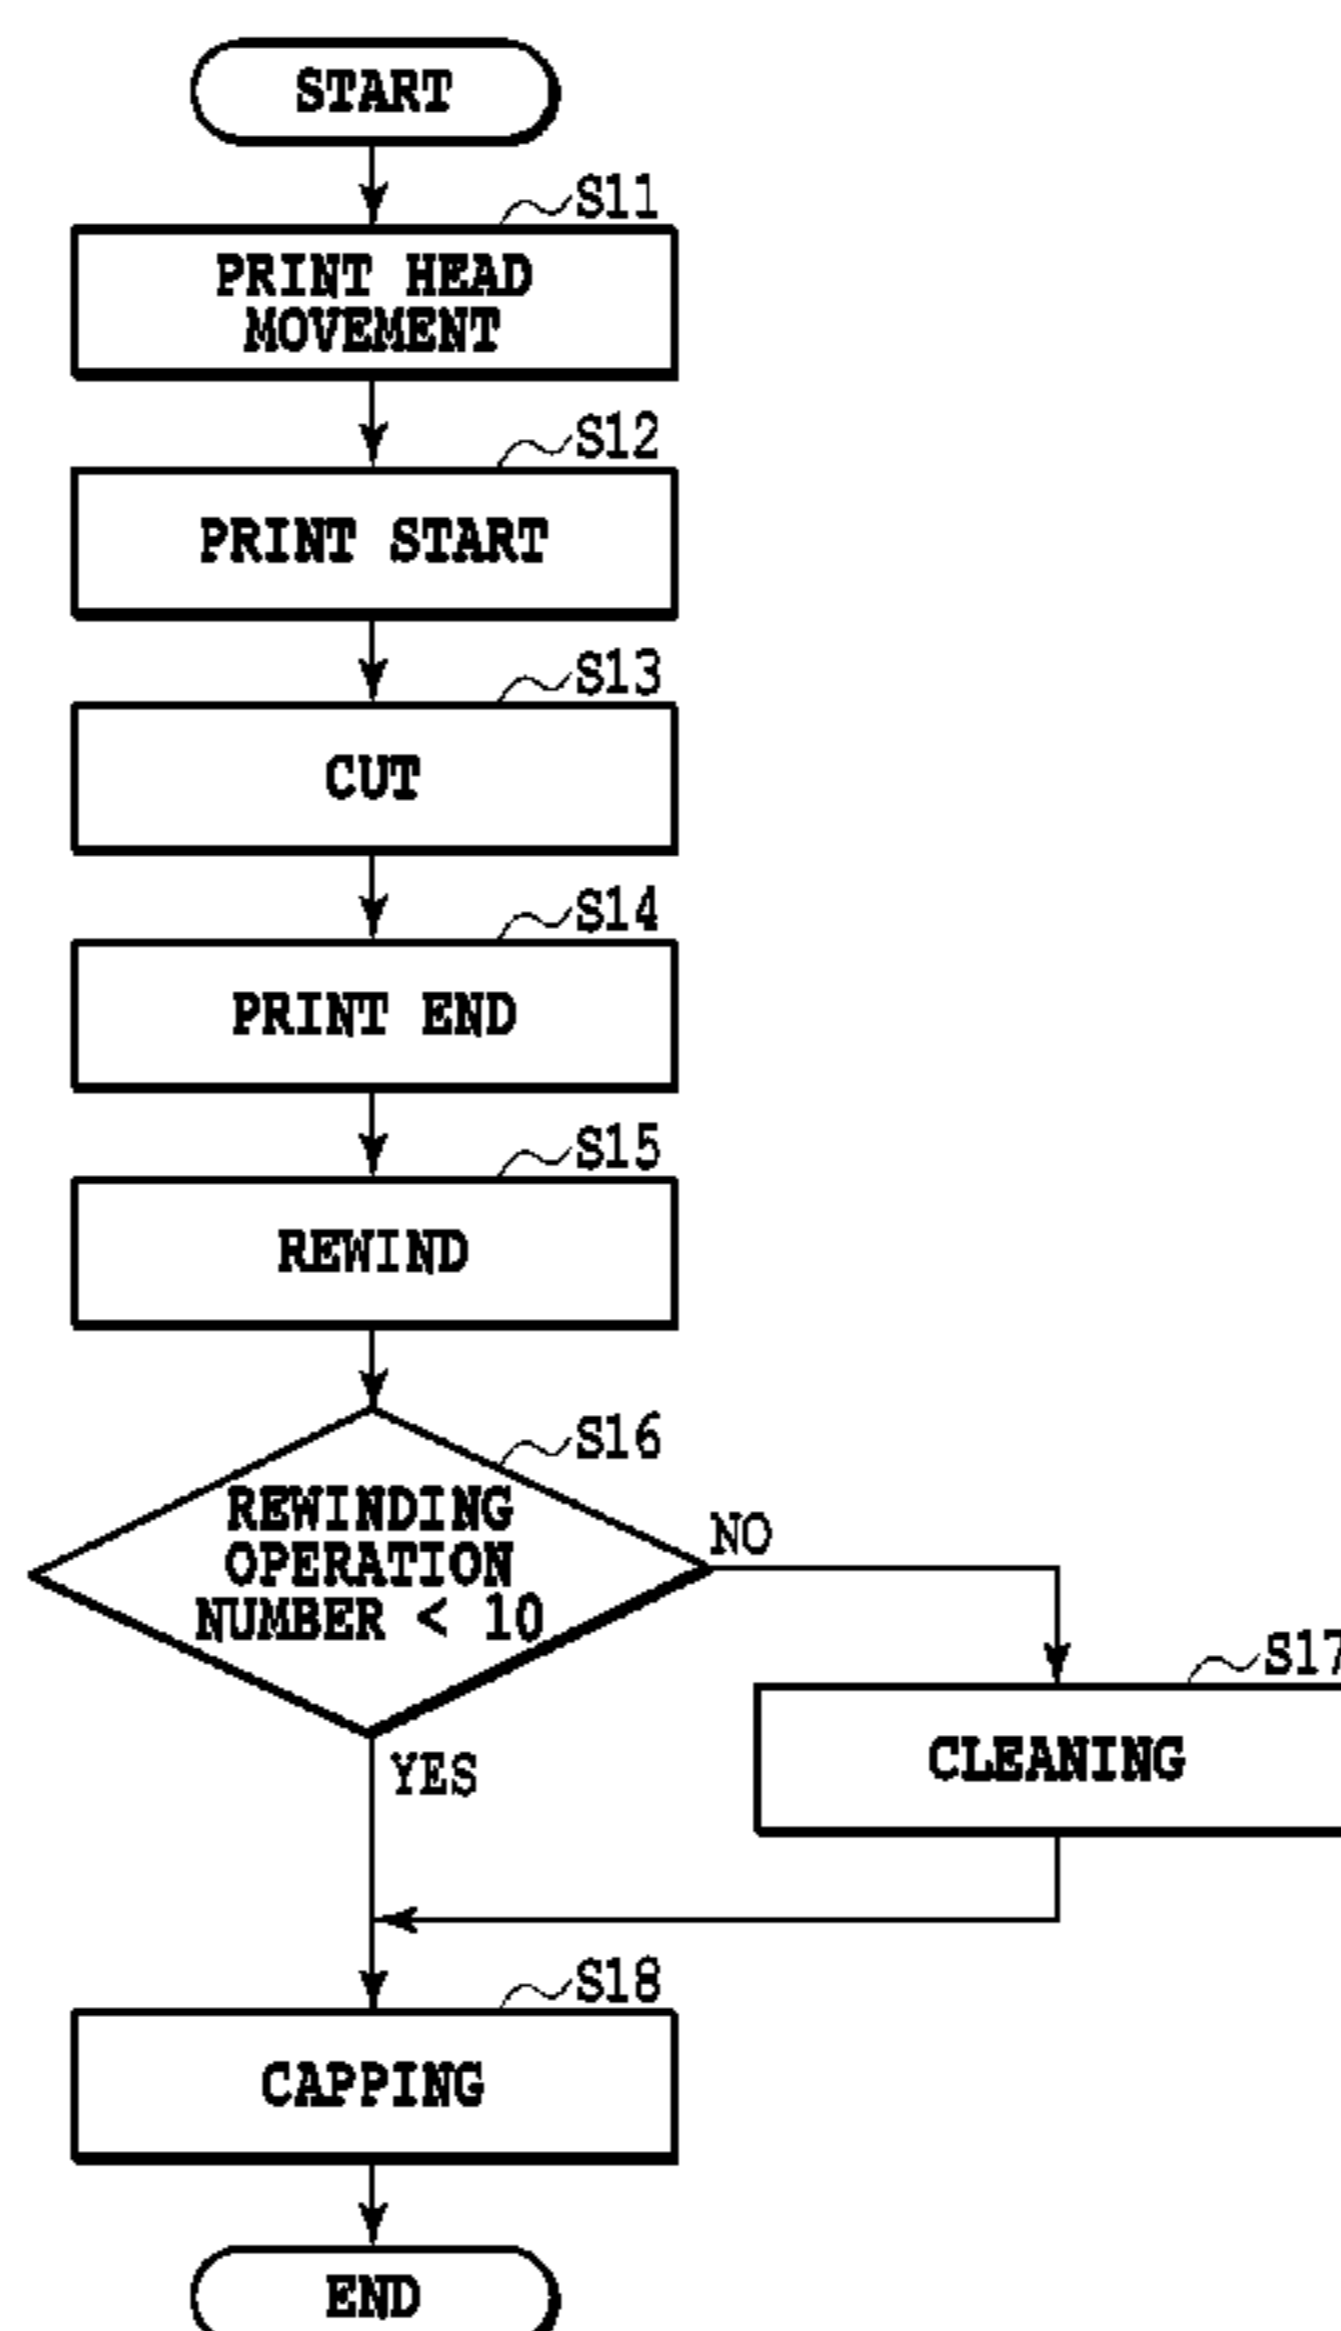 START
S11
PRINT HEAD
MOVEMENT
S12
PRINT START
S13
CUT
S14
PRINT END
S15
REWIND
S16
REWINDING
OPERATION
NUMBER < 10
NO
S17
CLEANING
YES
S18
CAPPING
END